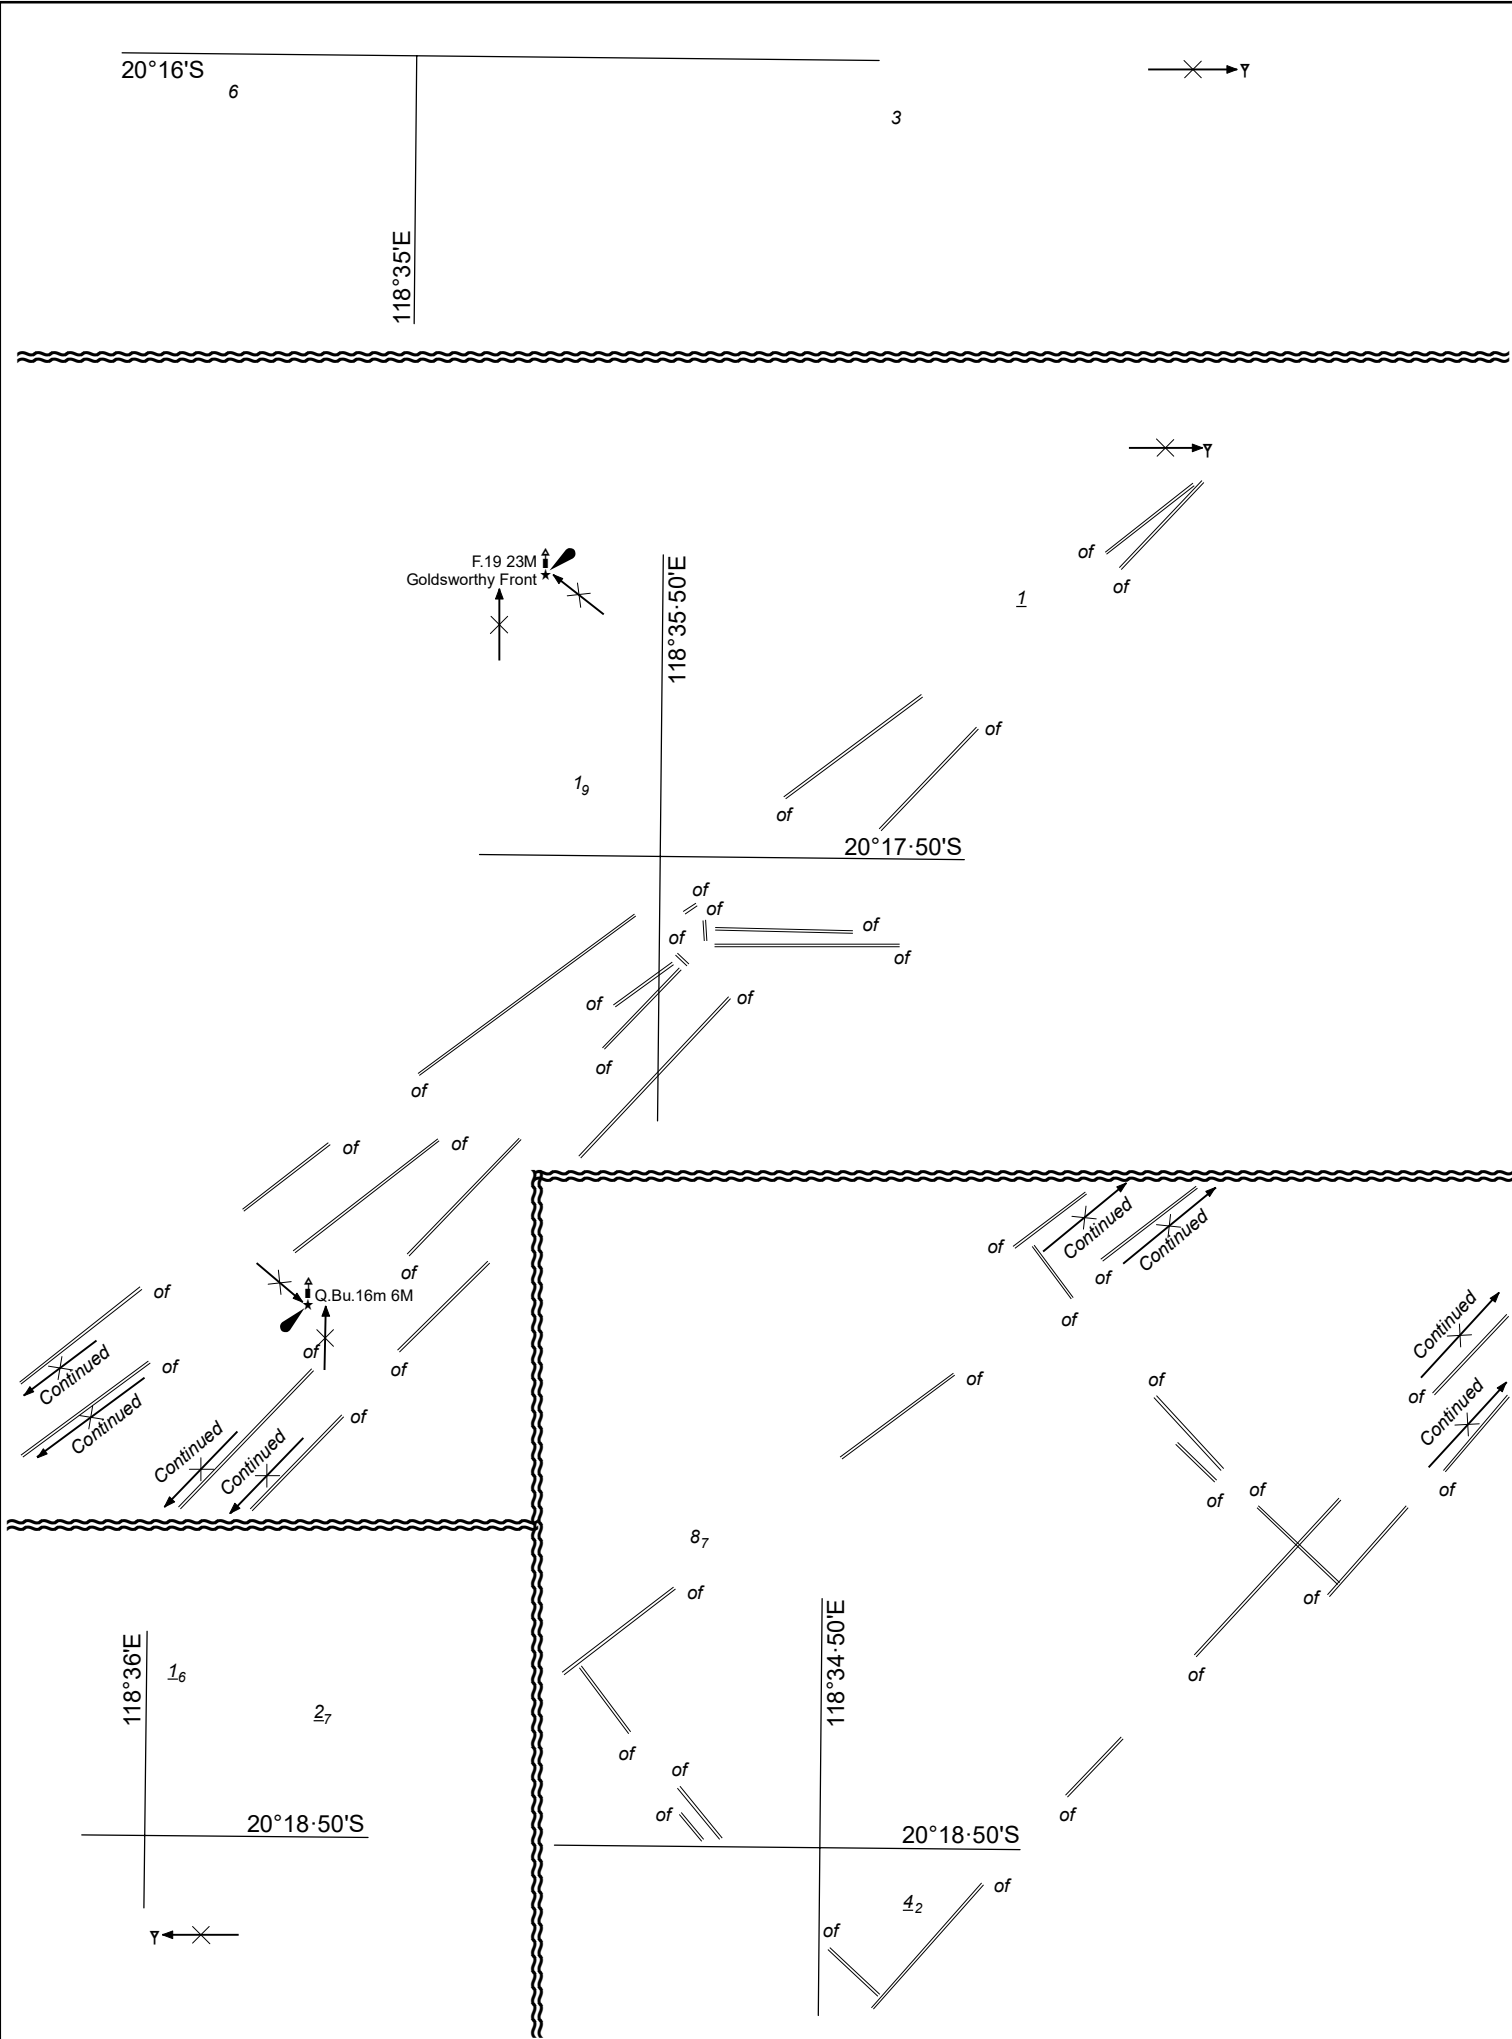 20°16'S
6
3
118°35'E
F.19 23M
Goldsworthy Front
118°35·50'E
of
of
1
of
1₉
of
20°17·50'S
of
of
of
of
of
of
of
of
of
of
of
of
of
of
Q.Bu.16m 6M
of
of
of
Continued
of
Continued
of
Continued
Continued
of
Continued
of
Continued
of
Continued
of
Continued
of
of
of
of
of
of
8₇
of
of
of
118°36'E
1₆
2₇
20°18·50'S
118°34·50'E
of
of
of
of
20°18·50'S
4₂
of
of